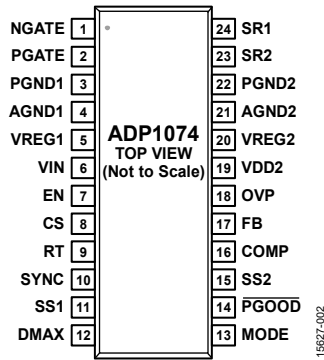 NGATE 1
PGATE 2
PGND1 3
AGND1 4
VREG1 5
VIN 6
EN 7
CS 8
RT 9
SYNC 10
SS1 11
DMAX 12
ADP1074
TOP VIEW
(Not to Scale)
24 SR1
23 SR2
22 PGND2
21 AGND2
20 VREG2
19 VDD2
18 OVP
17 FB
16 COMP
15 SS2
14 PGOOD
13 MODE
15627-002